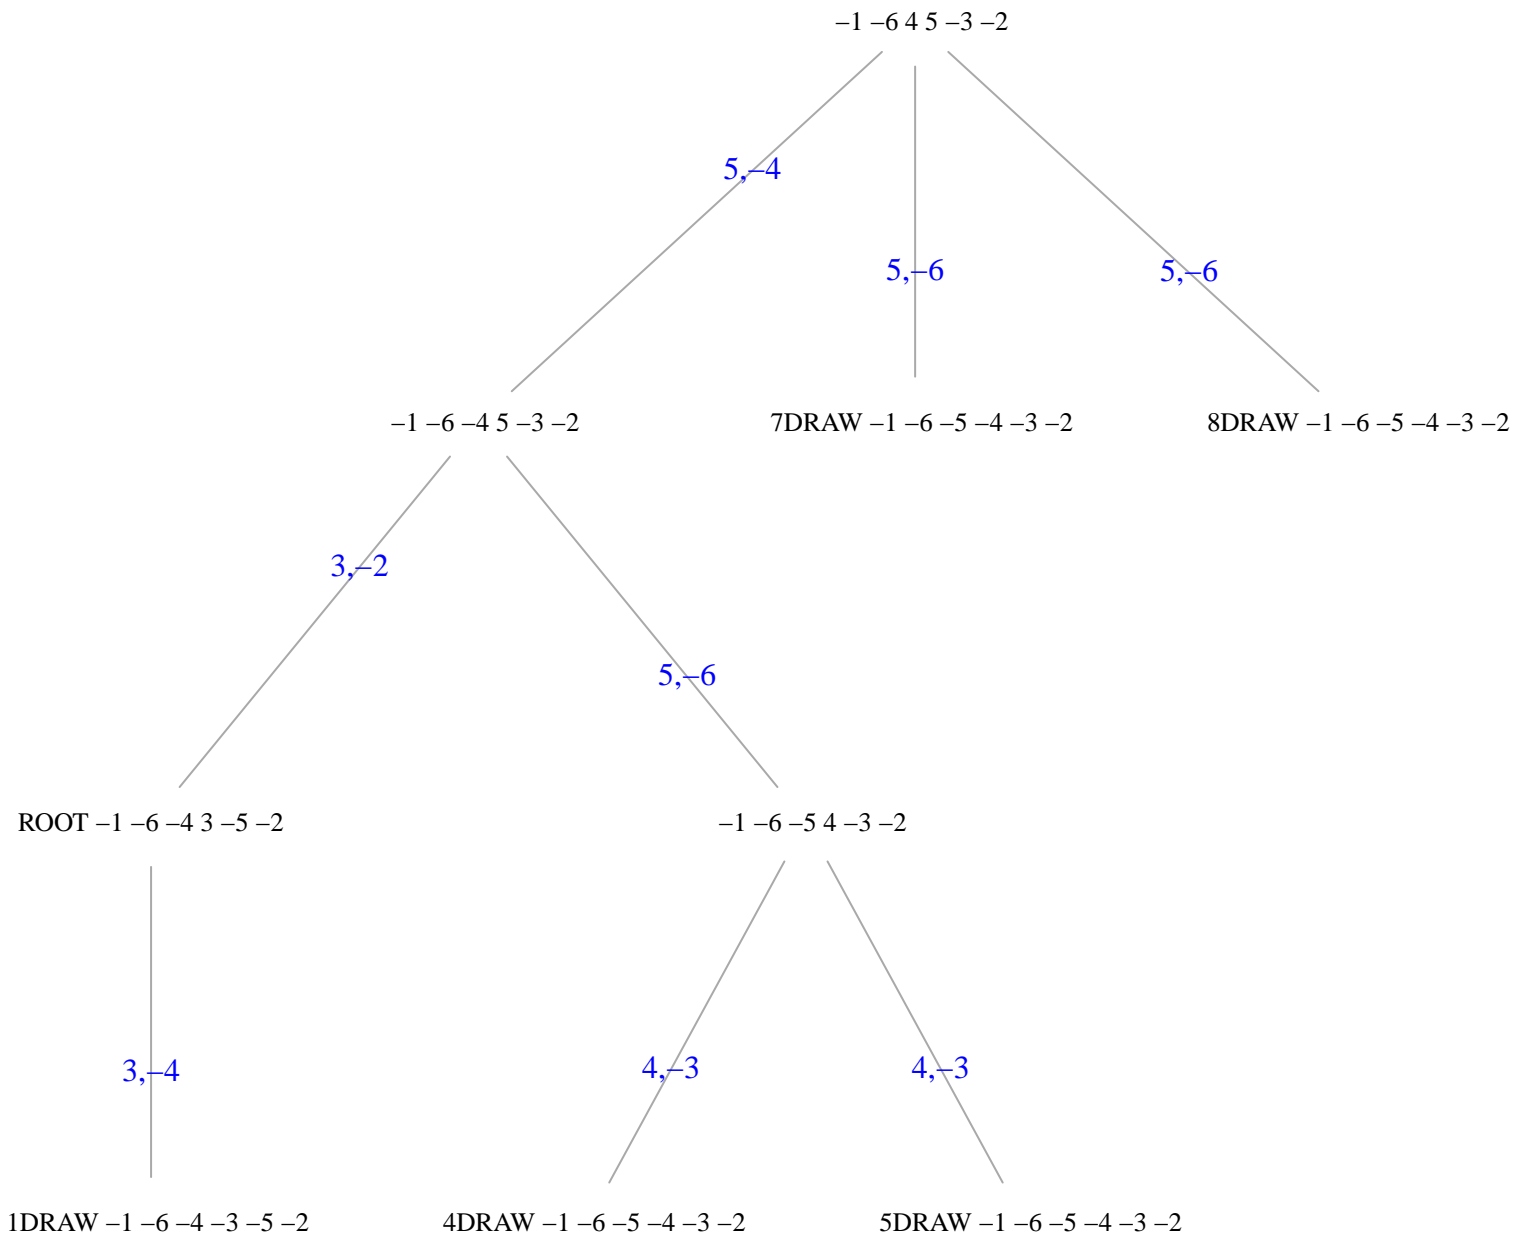 –1 –6 4 5 –3 –2
5,–4
5,–6
5,–6
–1 –6 –4 5 –3 –2
7DRAW –1 –6 –5 –4 –3 –2
8DRAW –1 –6 –5 –4 –3 –2
3,–2
5,–6
ROOT –1 –6 –4 3 –5 –2
–1 –6 –5 4 –3 –2
3,–4
4,–3
4,–3
1DRAW –1 –6 –4 –3 –5 –2
4DRAW –1 –6 –5 –4 –3 –2
5DRAW –1 –6 –5 –4 –3 –2